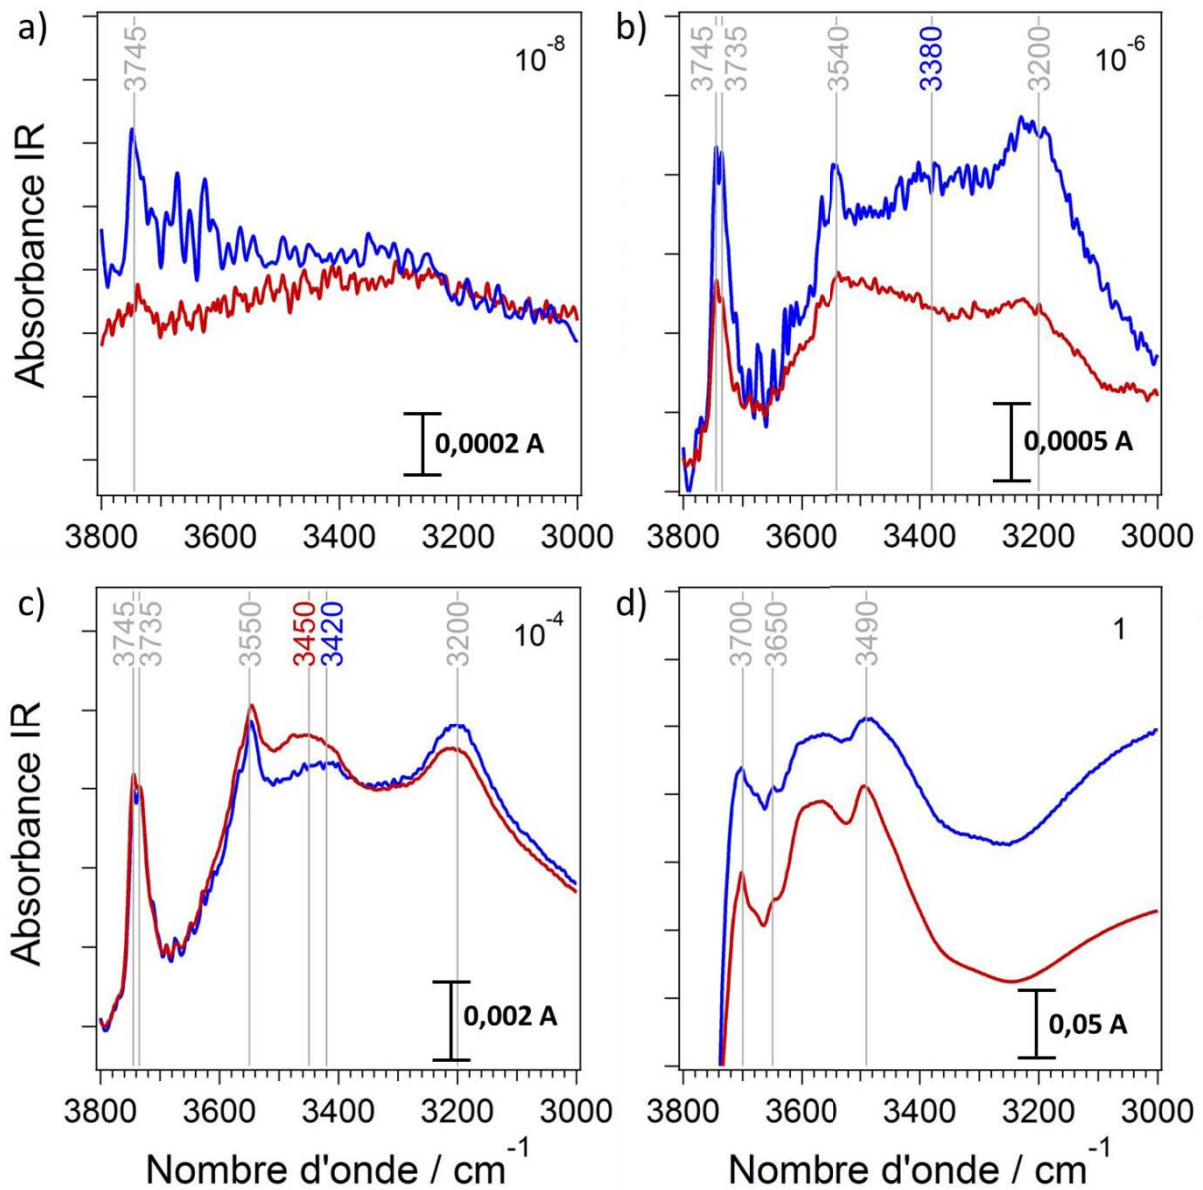 a)
3745
10-8
Absorbance IR
0,0002 A
3800 3600 3400 3200 3000
b)
3745 3735 3540 3380 3200
10-6
0,0005 A
3800 3600 3400 3200 3000
c)
3745 3735 3550 3450 3420 3200
10-4
Absorbance IR
0,002 A
3800 3600 3400 3200 3000
Nombre d'onde / cm-1
d)
3700 3650 3490
1
0,05 A
3800 3600 3400 3200 3000
Nombre d'onde / cm-1